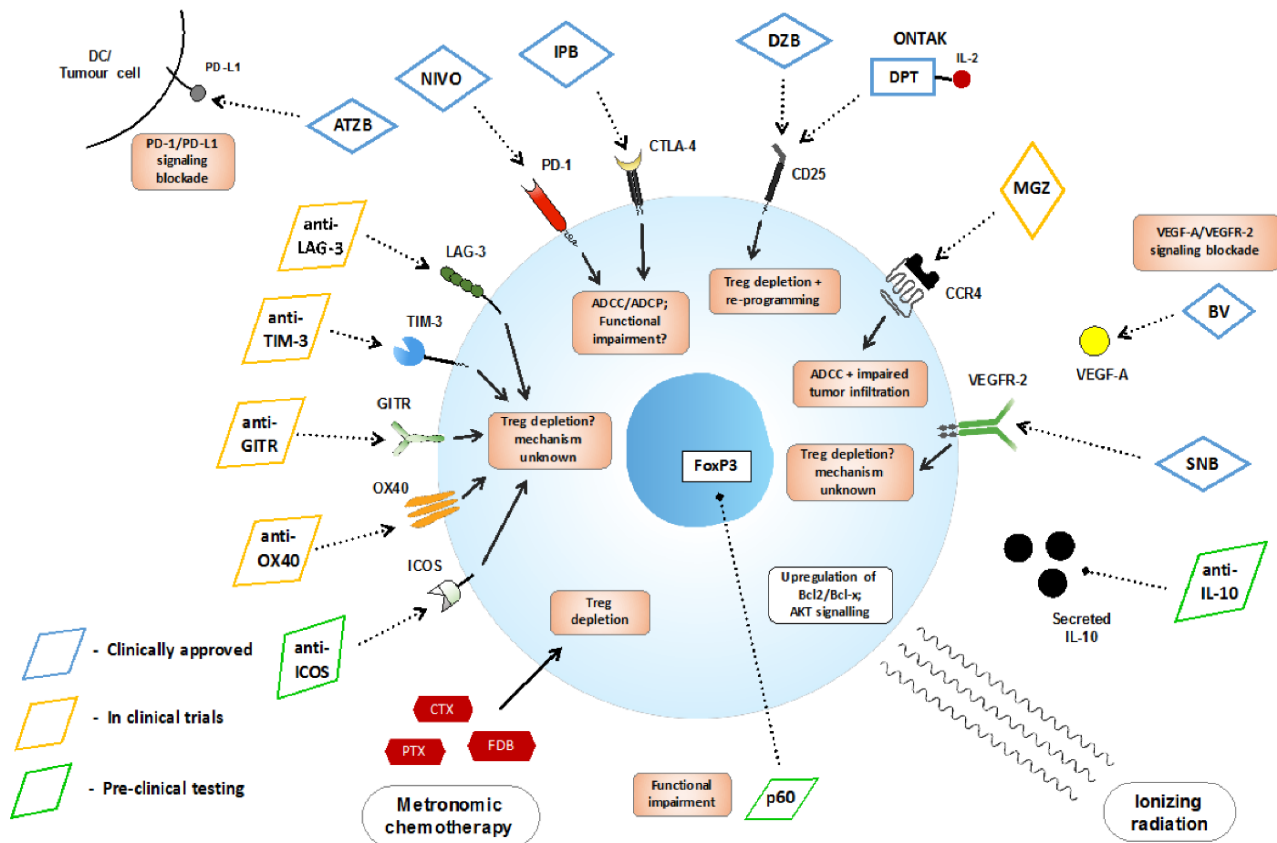 DC/
Tumour cell
PD-L1
ATZB
PD-1/PD-L1
signaling
blockade
NIVO
IPB
DZB
ONTAK
IL-2
DPT
PD-1
CTLA-4
CD25
MGZ
CCR4
VEGF-A/VEGFR-2
signaling blockade
BV
VEGF-A
anti-
LAG-3
LAG-3
ADCC/ADCP;
Functional
impairment?
Treg depletion +
re-programming
anti-
TIM-3
TIM-3
ADCC + impaired
tumor infiltration
VEGFR-2
anti-
GITR
GITR
Treg depletion?
mechanism
unknown
FoxP3
Treg depletion?
mechanism
unknown
SNB
anti-
OX40
OX40
ICOS
anti-
ICOS
Treg
depletion
Upregulation of
Bcl2/Bcl-x;
AKT signalling
Secreted
IL-10
anti-
IL-10
- Clinically approved
- In clinical trials
- Pre-clinical testing
CTX
PTX
FDB
Metronomic
chemotherapy
Functional
impairment
p60
Ionizing
radiation